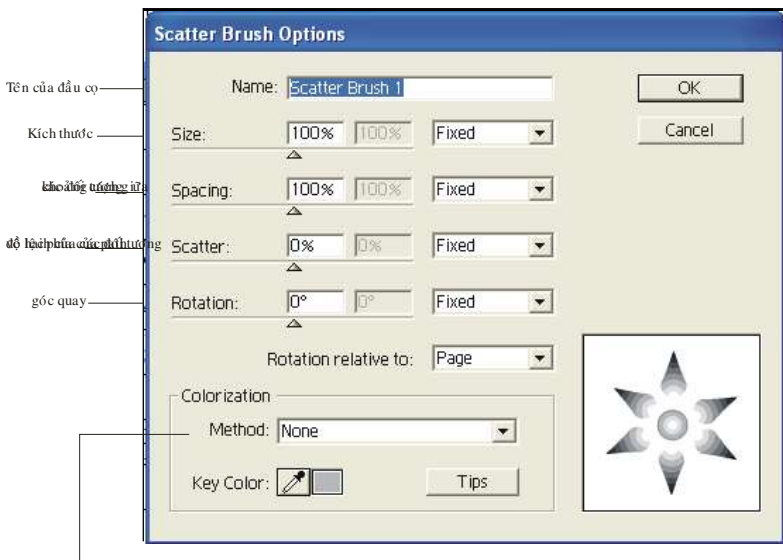 Scatter Brush Options
Tên của đầu cọ
Name: Scatter Brush 1
OK
Kích thước
Size: 100% 100% Fixed
Cancel
Spacing: 100% 100% Fixed
Scatter: 0% 0% Fixed
góc quay
Rotation: 0° 0° Fixed
Rotation relative to: Page
Colorization
Method: None
Key Color:
Tips